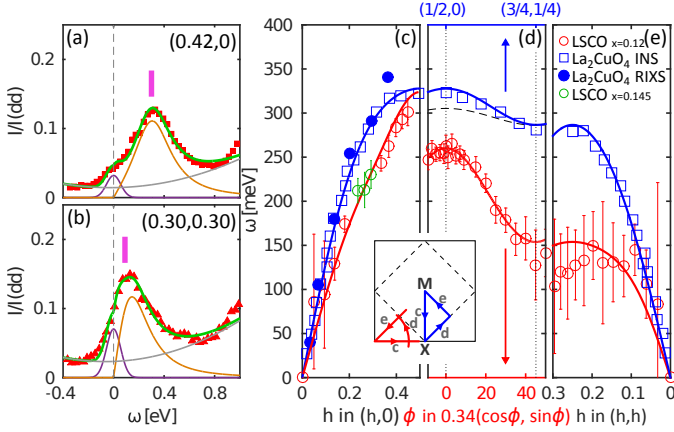 (1/2,0) (3/4,1/4)
(a) (0.42,0)
I/I(dd)
0.2
0.1
0
(b) (0.30,0.30)
I/I(dd)
0.2
0.1
0
-0.4 0 0.4 0.8
ω [eV]
(c) (d) (e)
LSCO x=0.12
La2CuO4 INS
La2CuO4 RIXS
LSCO x=0.145
ω [meV]
400
350
300
250
200
150
100
50
0
M
X
e
d
c
c
e
d
0 0.2 0.4
0 20 40
0.3 0.2 0.1 0
h in (h,0) ϕ in 0.34(cosϕ, sinϕ) h in (h,h)